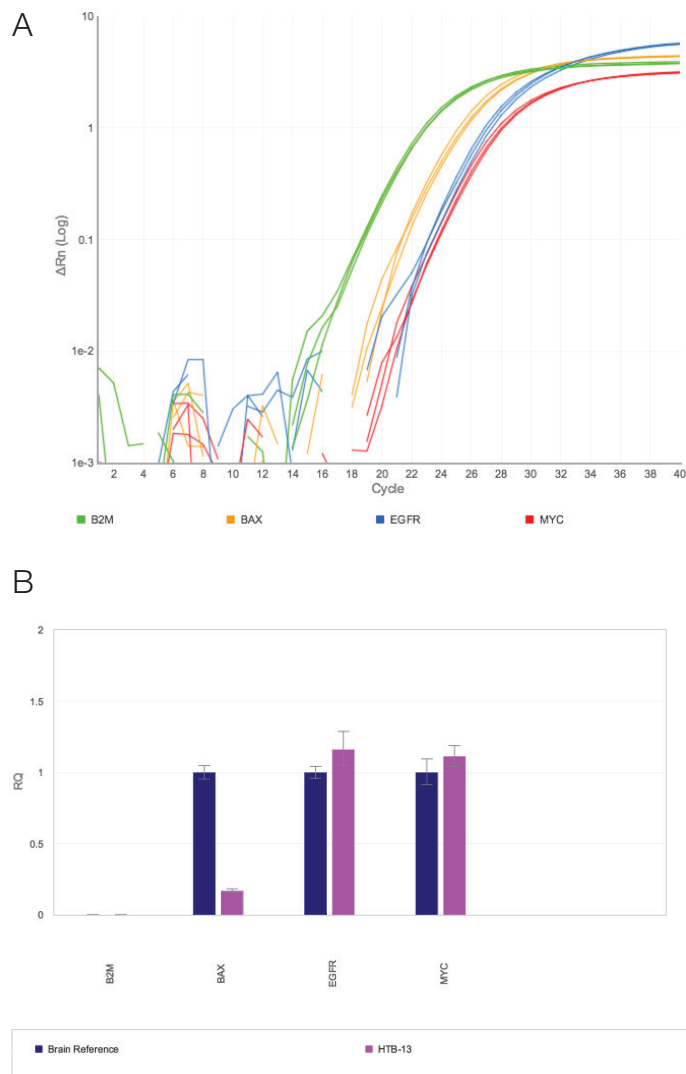 A
10
1
0.1
1e-2
1e-3
ΔRn (Log)
2 4 6 8 10 12 14 16 18 20 22 24 26 28 30 32 34 36 38 40
Cycle
B2M BAX EGFR MYC
B
2
1.5
1
0.5
0
RQ
B2M BAX EGFR MYC
Brain Reference HTB-13